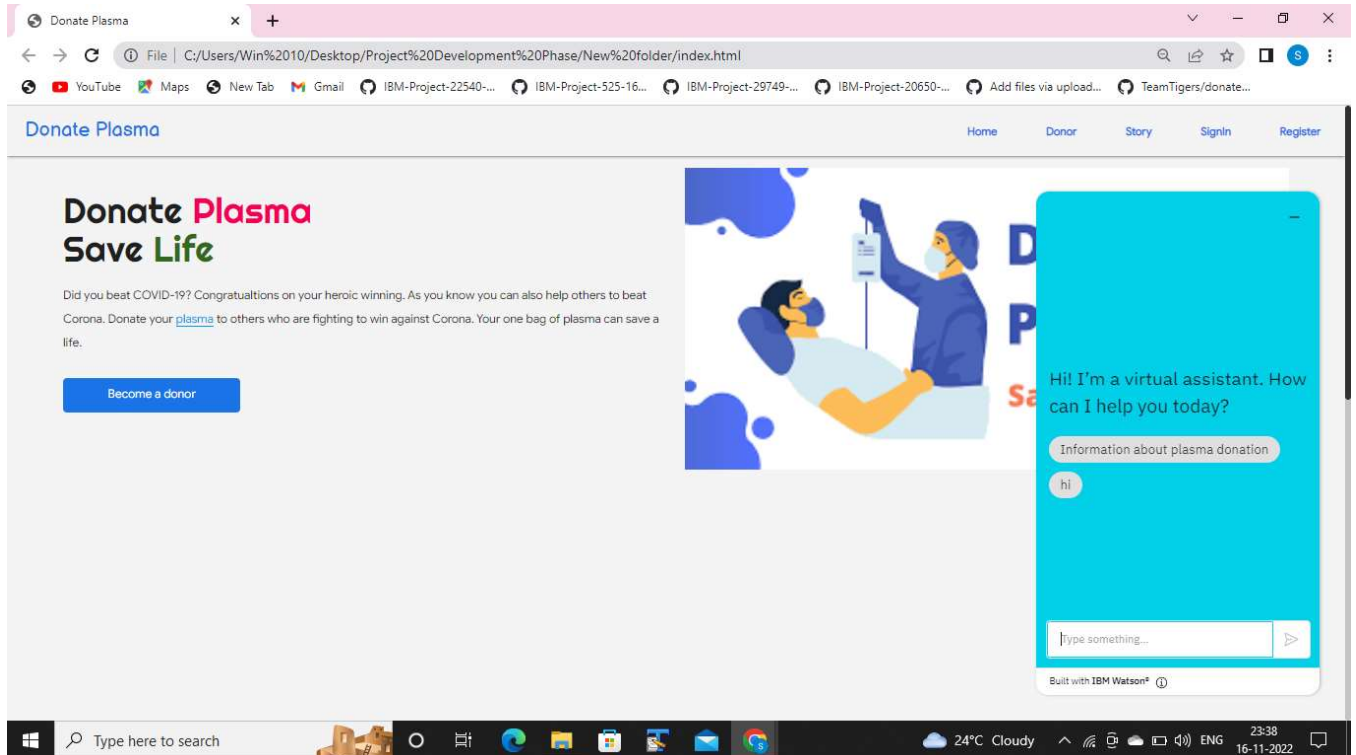 Donate Plasma
File | C:/Users/Win%2010/Desktop/Project%20Development%20Phase/New%20folder/index.html
S
YouTube Maps New Tab Gmail IBM-Project-22540-... IBM-Project-525-16... IBM-Project-29749-... IBM-Project-20650-... Add files via upload... TeamTigers/donate...
Donate Plasma
Home Donor Story SignIn Register
Donate Plasma
Save Life
Did you beat COVID-19? Congratualtions on your heroic winning. As you know you can also help others to beat
Corona. Donate your plasma to others who are fighting to win against Corona. Your one bag of plasma can save a
life.
Become a donor
D
P
Sa
Hi! I'm a virtual assistant. How
can I help you today?
Information about plasma donation
hi
Type something...
Built with IBM Watson®
Type here to search
24°C Cloudy
ENG
23:38
16-11-2022